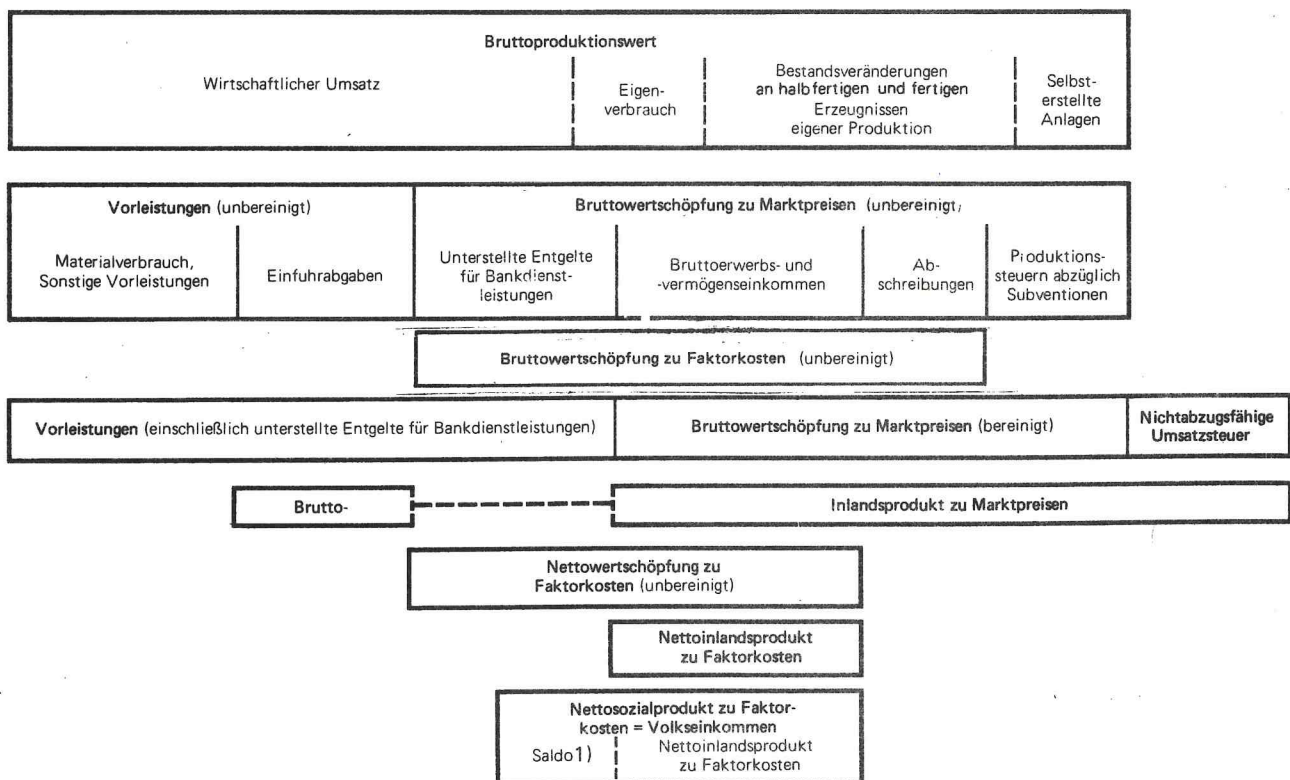 Bruttoproduktionswert
Wirtschaftlicher Umsatz
Eigen-
verbrauch
Bestandsveränderungen
an halbfertigen und fertigen
Erzeugnissen
eigener Produktion
Selbst-
erstellte
Anlagen
Vorleistungen (unbereinigt)
Bruttowertschöpfung zu Marktpreisen (unbereinigt)
Materialverbrauch,
Sonstige Vorleistungen
Einfuhrabgaben
Unterstellte Entgelte
für Bankdienst-
leistungen
Bruttoerwerbs- und
-vermögenseinkommen
Ab-
schreibungen
Produktions-
steuern abzüglich
Subventionen
Bruttowertschöpfung zu Faktorkosten (unbereinigt)
Vorleistungen (einschließlich unterstellte Entgelte für Bankdienstleistungen)
Bruttowertschöpfung zu Marktpreisen (bereinigt)
Nichtabzugsfähige
Umsatzsteuer
Brutto-
Inlandsprodukt zu Marktpreisen
Nettowertschöpfung zu
Faktorkosten (unbereinigt)
Nettoinlandsprodukt
zu Faktorkosten
Nettosozialprodukt zu Faktor-
kosten = Volkseinkommen
Saldo1)
Nettoinlandsprodukt
zu Faktorkosten